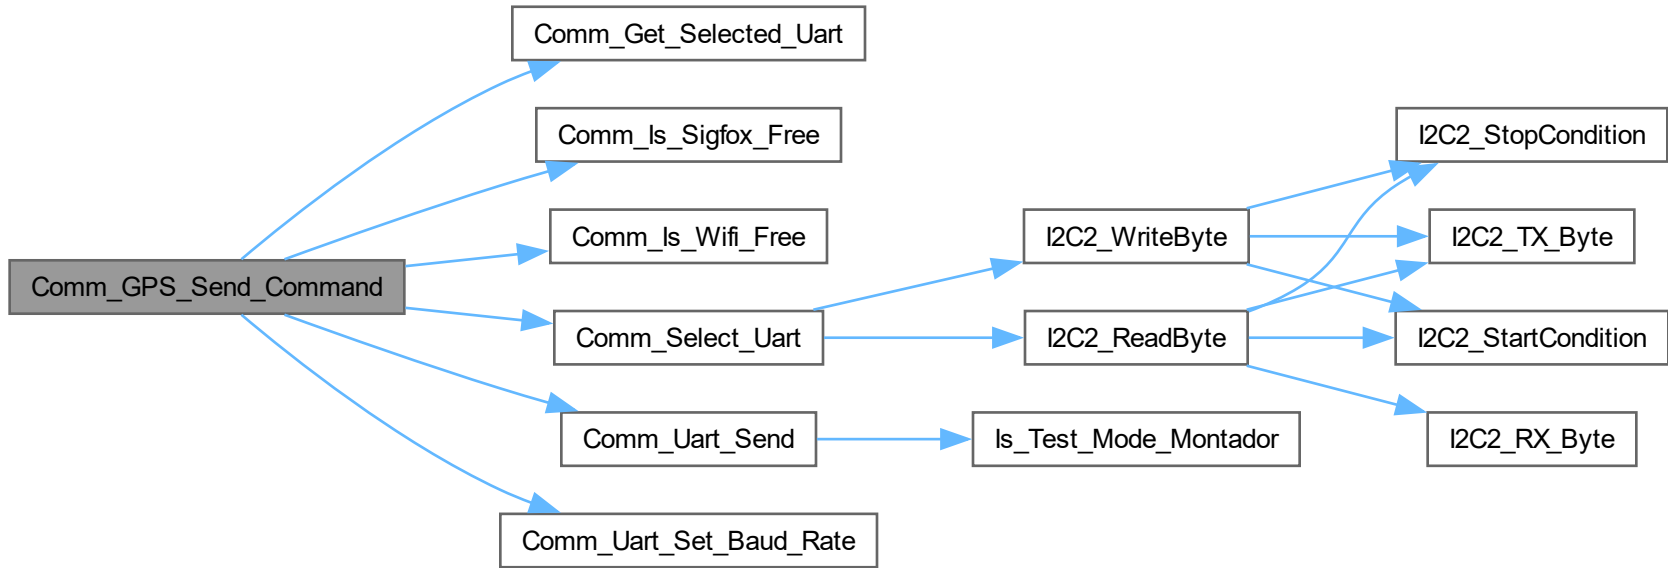 Comm_GPS_Send_Command
Comm_Get_Selected_Uart
Comm_Is_Sigfox_Free
Comm_Is_Wifi_Free
Comm_Select_Uart
Comm_Uart_Send
Comm_Uart_Set_Baud_Rate
I2C2_WriteByte
I2C2_ReadByte
Is_Test_Mode_Montador
I2C2_StopCondition
I2C2_TX_Byte
I2C2_StartCondition
I2C2_RX_Byte